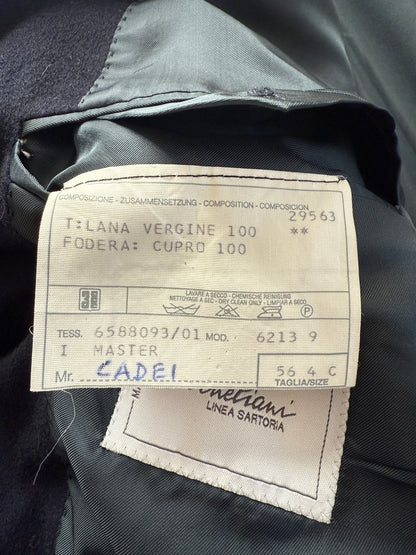 COMPOSIZIONE - ZUSAMMENSETZUNG - COMPOSITION - COMPOSICION
29563
T:LANA VERGINE 100 **
FODERA: CUPRO 100
LAVARE A SECCO - CHEMISCHE REINIGUNG
NETTOYAGE A SEC - DRY CLEAN ONLY - LIMPIAR A SECO
P
TESS. 6588093/01 MOD. 6213 9
I MASTER
Mr. CADEI 56 4 C
TAGLIA/SIZE
LINEA SARTORIA